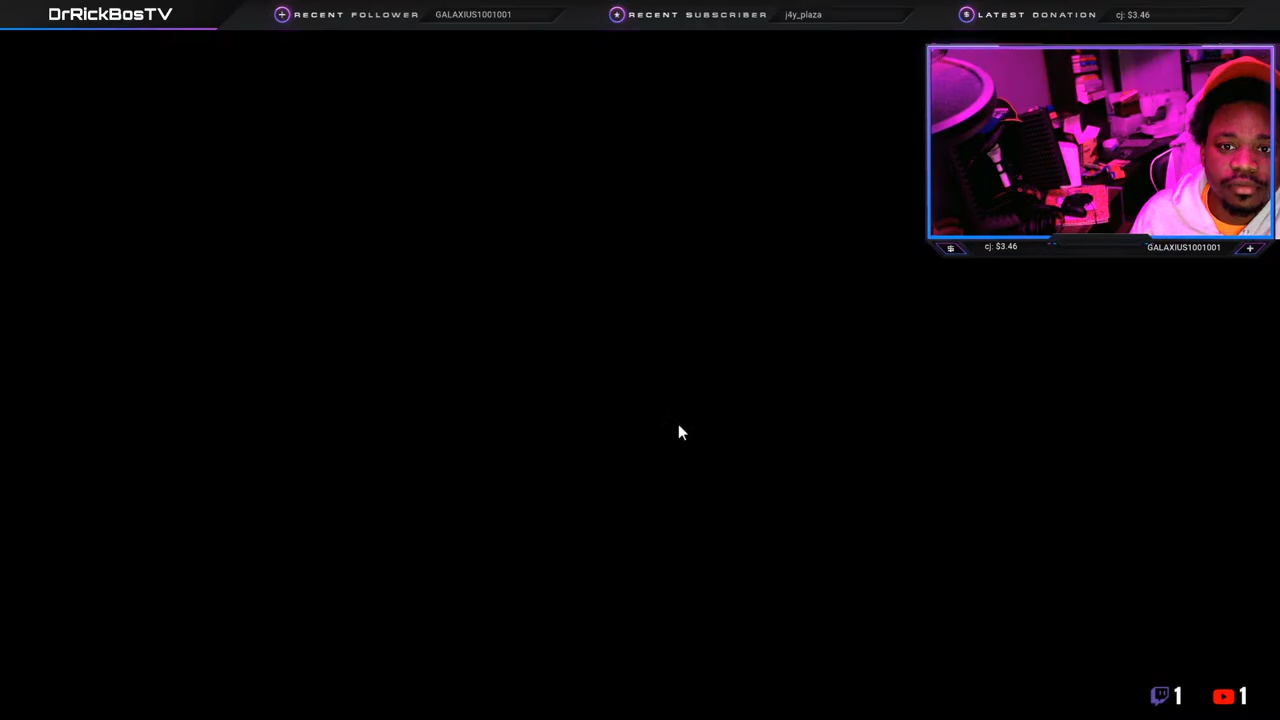 DrRickBosTV
RECENT FOLLOWER GALAXIUS1001001
RECENT SUBSCRIBER j4y_plaza
LATEST DONATION cj: $3.46
cj: $3.46 GALAXIUS1001001
1 1